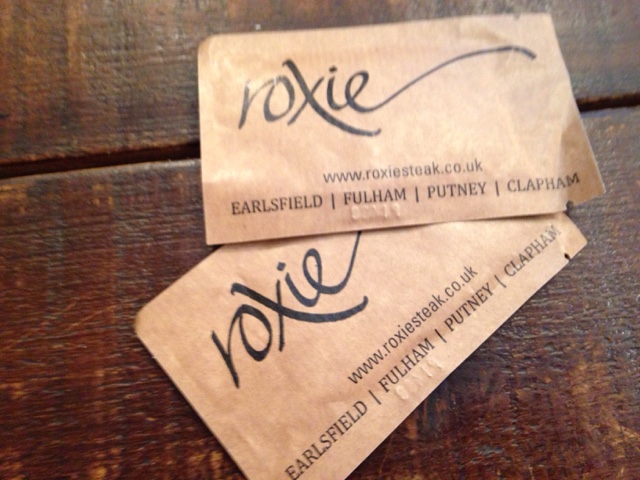 roxie
www.roxiesteak.co.uk
EARLSFIELD | FULHAM | PUTNEY | CLAPHAM
roxie
www.roxiesteak.co.uk
EARLSFIELD | FULHAM | PUTNEY | CLAPHAM